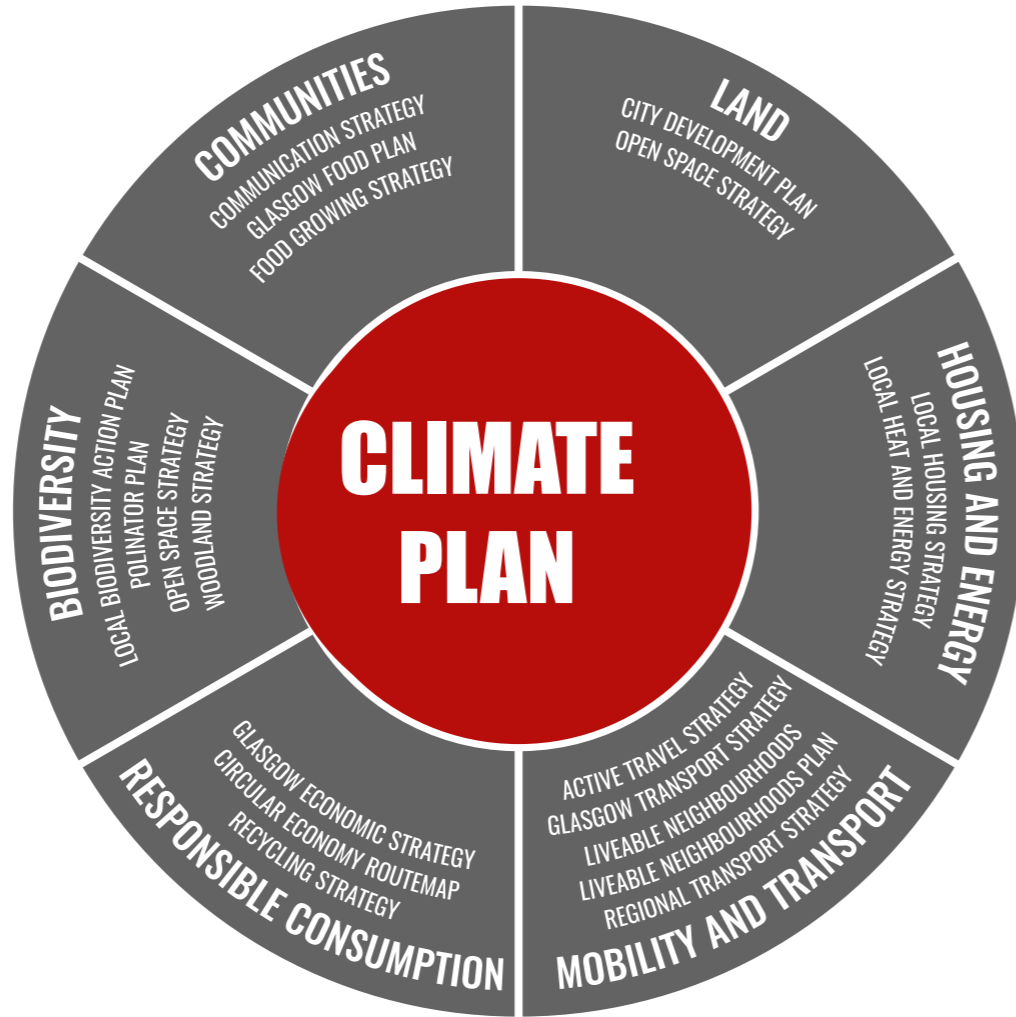 COMMUNITIES
COMMUNICATION STRATEGY
GLASGOW FOOD PLAN
FOOD GROWING STRATEGY
LAND
CITY DEVELOPMENT PLAN
OPEN SPACE STRATEGY
HOUSING AND ENERGY
LOCAL HOUSING STRATEGY
LOCAL HEAT AND ENERGY STRATEGY
ACTIVE TRAVEL STRATEGY
GLASGOW TRANSPORT STRATEGY
LIVEABLE NEIGHBOURHOODS
LIVEABLE NEIGHBOURHOODS PLAN
REGIONAL TRANSPORT STRATEGY
MOBILITY AND TRANSPORT
GLASGOW ECONOMIC STRATEGY
CIRCULAR ECONOMY ROUTEMAP
RECYCLING STRATEGY
RESPONSIBLE CONSUMPTION
BIODIVERSITY
LOCAL BIODIVERSITY ACTION PLAN
POLINATOR PLAN
OPEN SPACE STRATEGY
WOODLAND STRATEGY
CLIMATE
PLAN